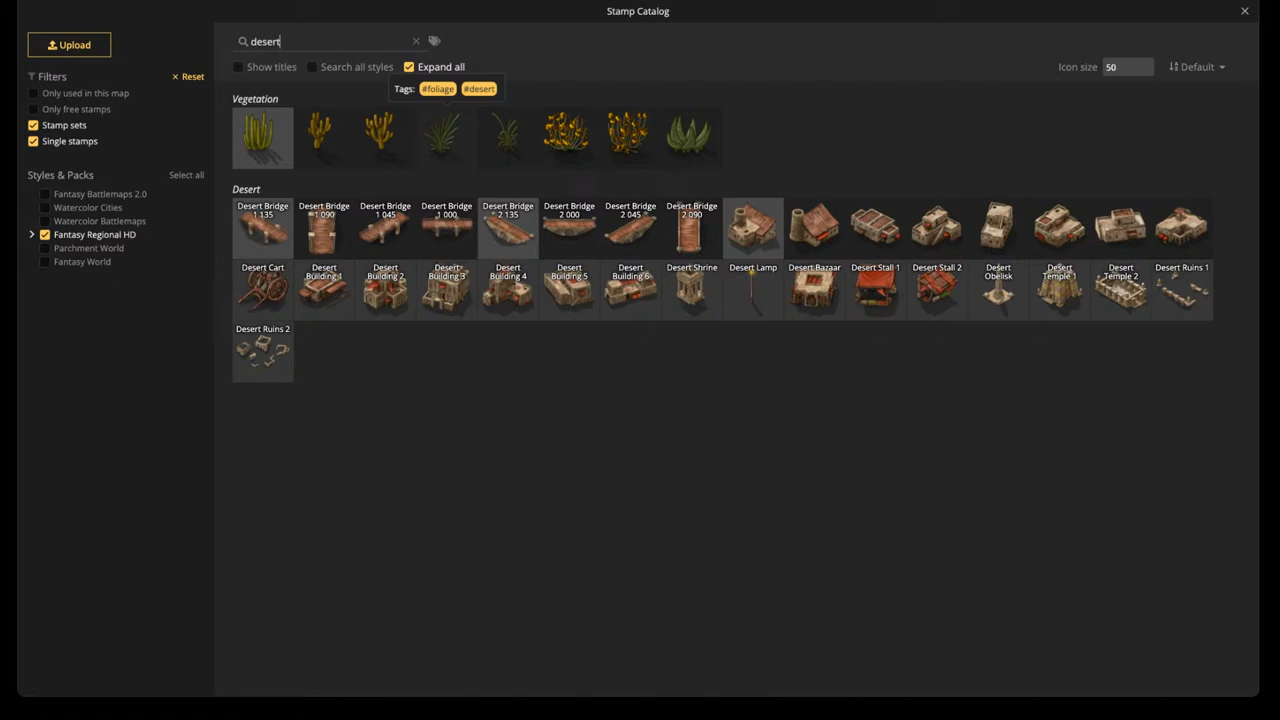 Stamp Catalog
Upload
Filters
Reset
Only used in this map
Only free stamps
Stamp sets
Single stamps
Styles & Packs
Select all
Fantasy Battlemaps 2.0
Watercolor Cities
Watercolor Battlemaps
Fantasy Regional HD
Parchment World
Fantasy World
desert
Show titles
Search all styles
Expand all
Icon size
50
Default
Tags: #foliage #desert
Vegetation
Desert
Desert Bridge
1 135
Desert Bridge
1 090
Desert Bridge
1 045
Desert Bridge
1 000
Desert Bridge
2 135
Desert Bridge
2 000
Desert Bridge
2 045
Desert Bridge
2 090
Desert Cart
Desert
Building 1
Desert
Building 2
Desert
Building 3
Desert
Building 4
Desert
Building 5
Desert
Building 6
Desert Shrine
Desert Lamp
Desert Bazaar
Desert Stall 1
Desert Stall 2
Desert
Obelisk
Desert
Temple 1
Desert
Temple 2
Desert Ruins 1
Desert Ruins 2